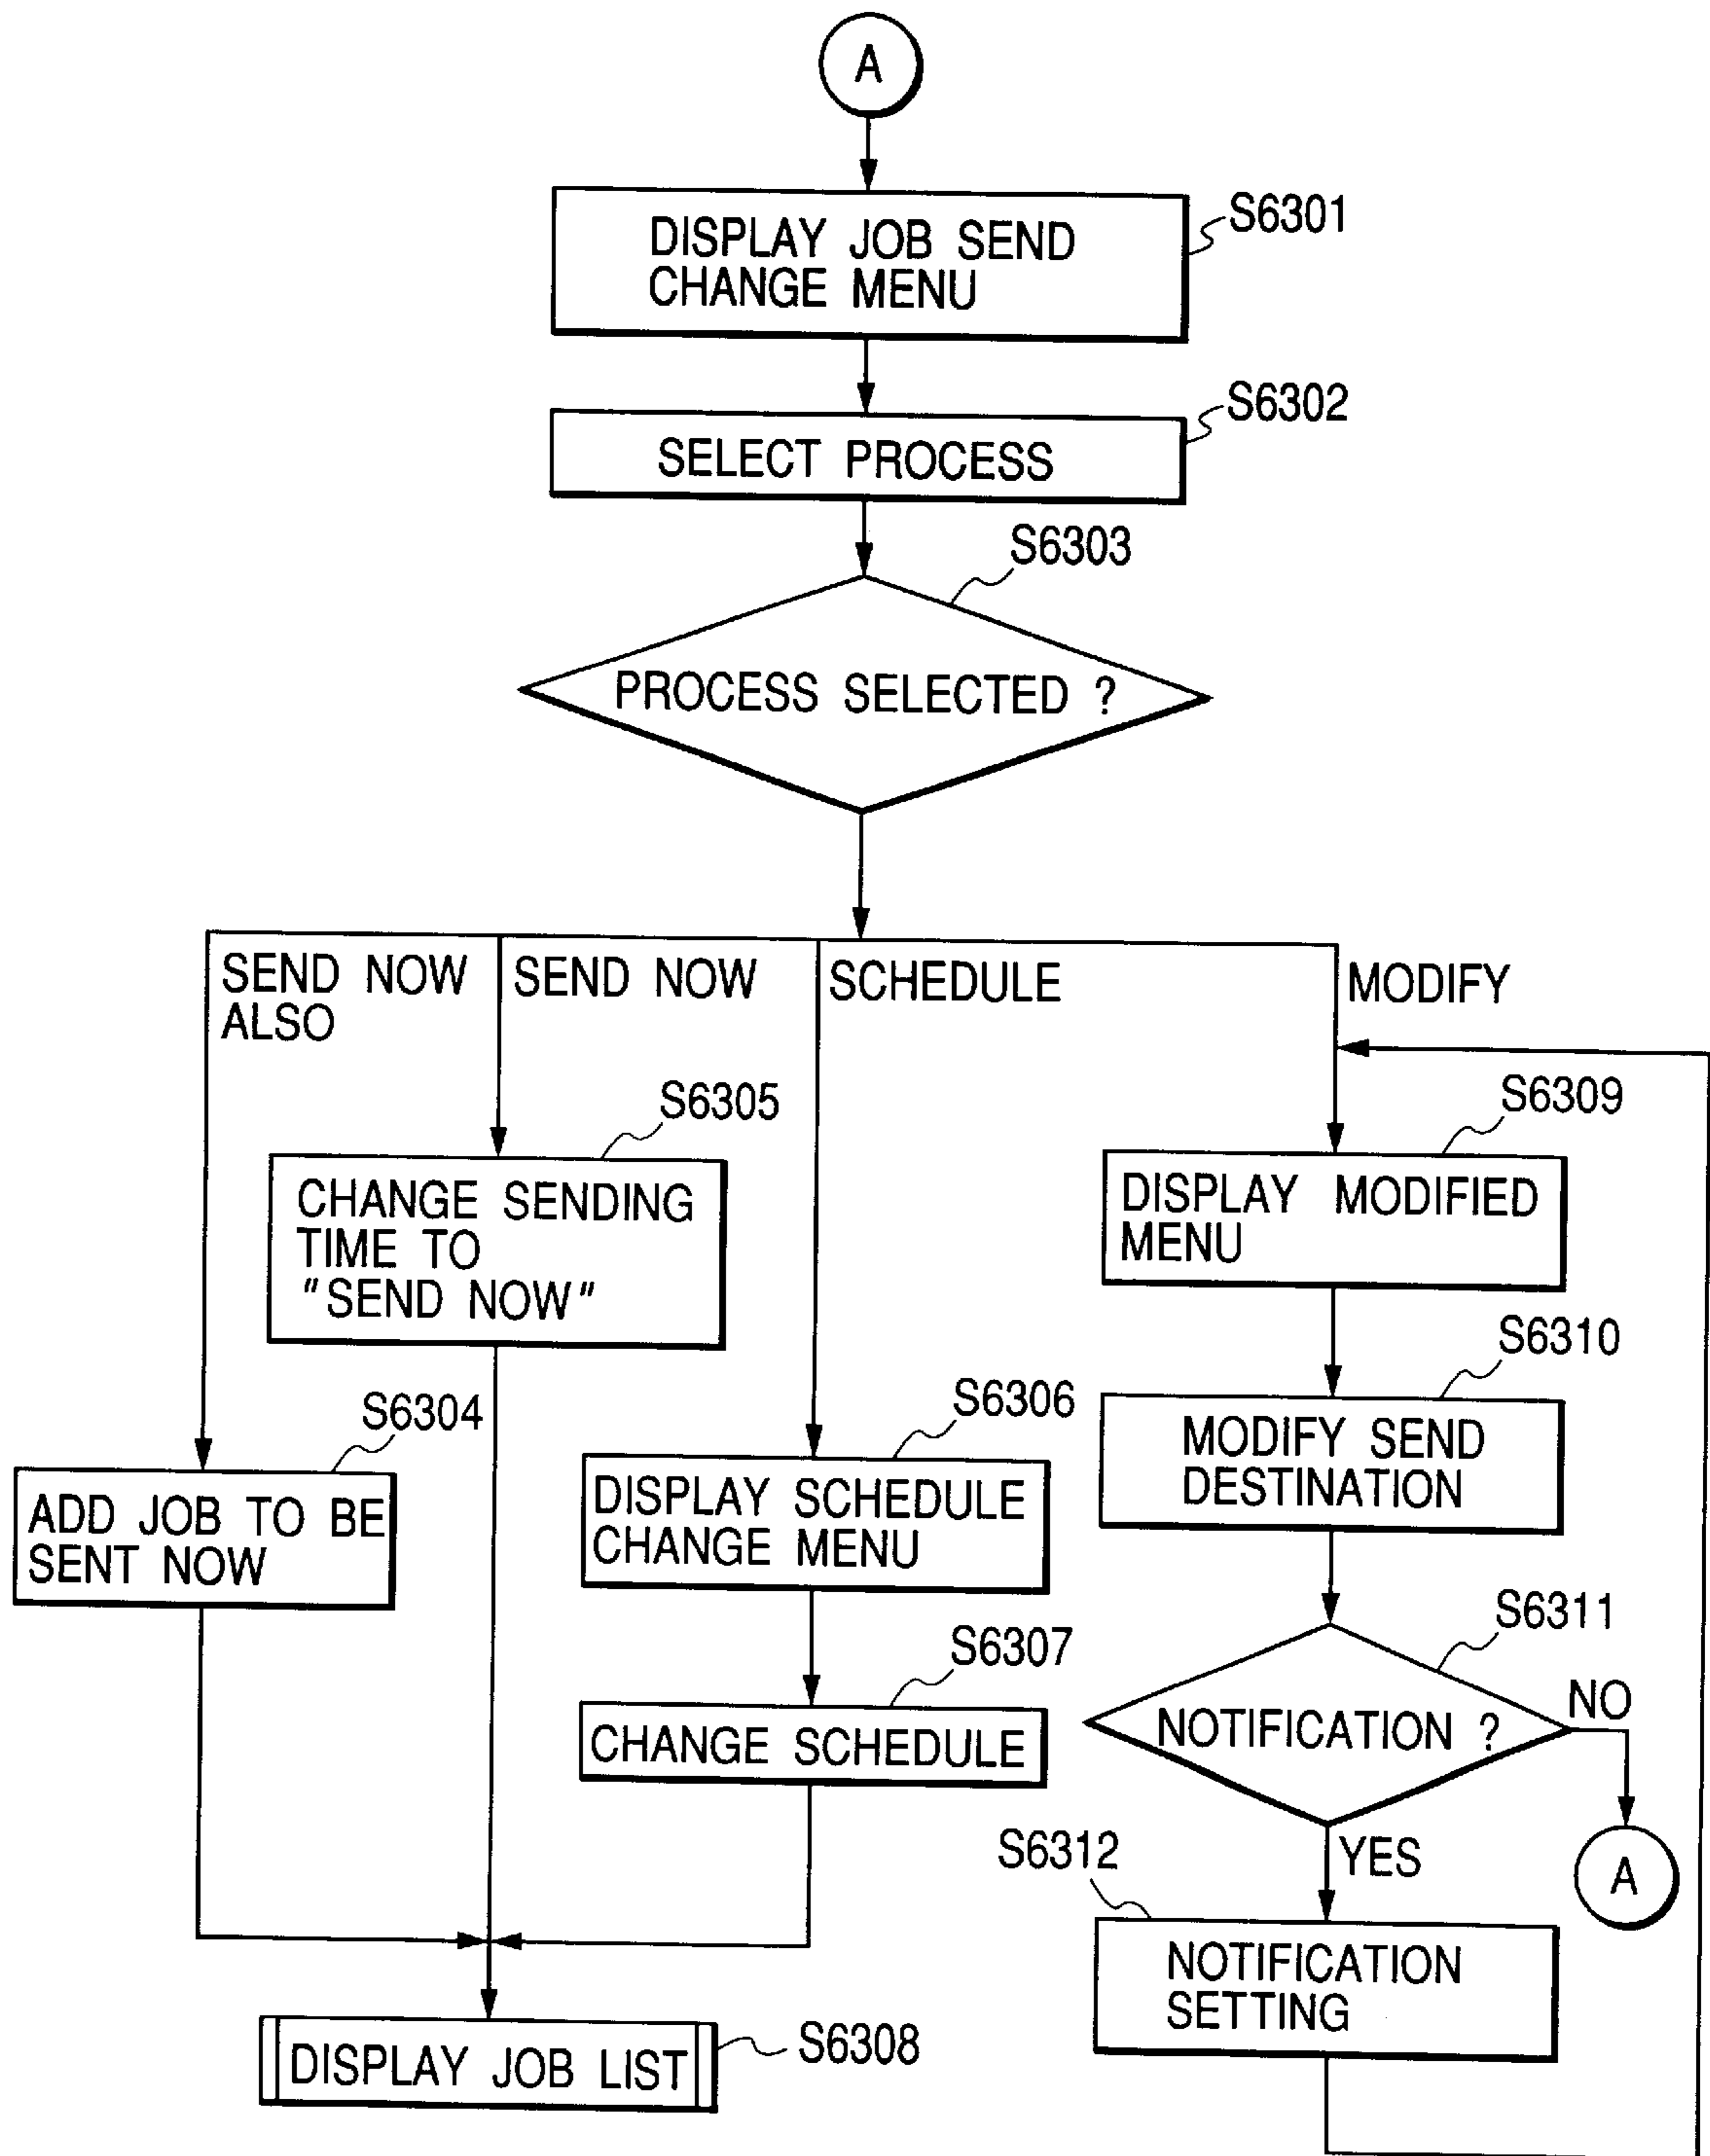 A
S6301
DISPLAY JOB SEND
CHANGE MENU
S6302
SELECT PROCESS
S6303
PROCESS SELECTED ?
SEND NOW
ALSO
SEND NOW
SCHEDULE
MODIFY
S6305
CHANGE SENDING
TIME TO
"SEND NOW"
S6309
DISPLAY MODIFIED
MENU
S6310
MODIFY SEND
DESTINATION
S6304
ADD JOB TO BE
SENT NOW
S6306
DISPLAY SCHEDULE
CHANGE MENU
S6307
CHANGE SCHEDULE
S6311
NOTIFICATION ?
NO
A
YES
S6312
NOTIFICATION
SETTING
DISPLAY JOB LIST
S6308